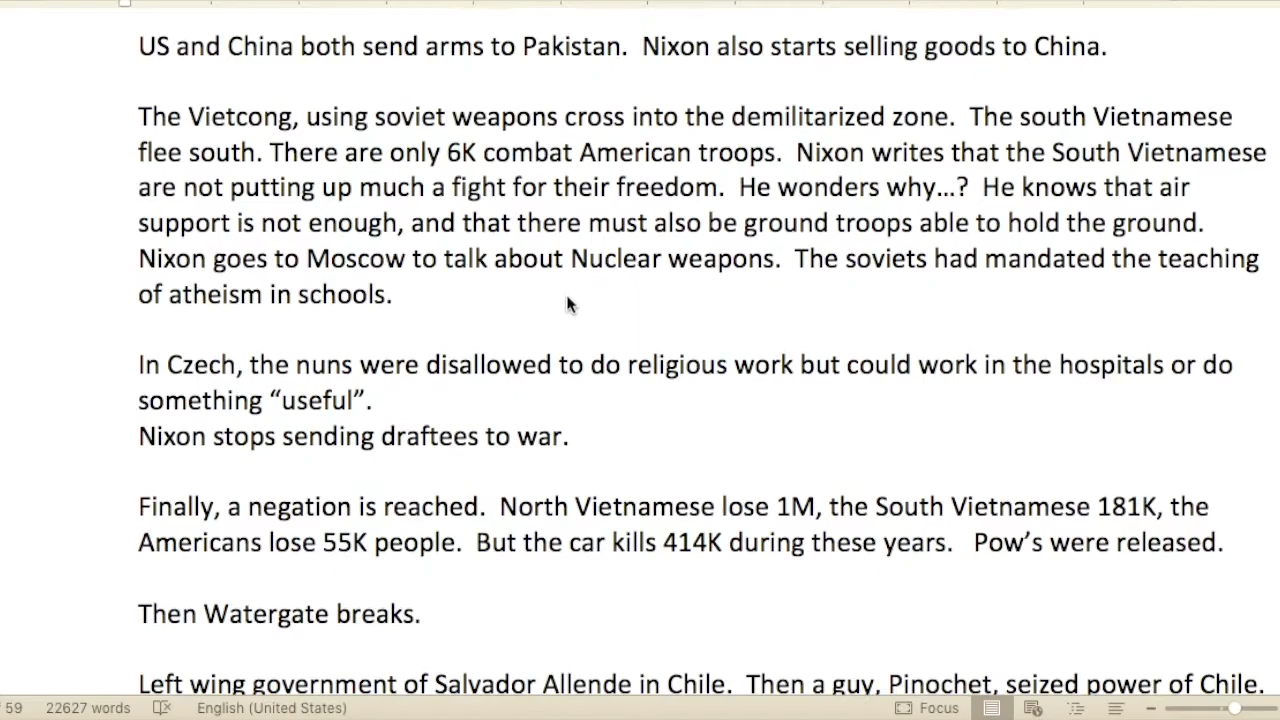 US and China both send arms to Pakistan.  Nixon also starts selling goods to China.
The Vietcong, using soviet weapons cross into the demilitarized zone.  The south Vietnamese
flee south. There are only 6K combat American troops.  Nixon writes that the South Vietnamese
are not putting up much a fight for their freedom.  He wonders why…?  He knows that air
support is not enough, and that there must also be ground troops able to hold the ground.
Nixon goes to Moscow to talk about Nuclear weapons.  The soviets had mandated the teaching
of atheism in schools.
In Czech, the nuns were disallowed to do religious work but could work in the hospitals or do
something “useful”.
Nixon stops sending draftees to war.
Finally, a negation is reached.  North Vietnamese lose 1M, the South Vietnamese 181K, the
Americans lose 55K people.  But the car kills 414K during these years.   Pow’s were released.
Then Watergate breaks.
Left wing government of Salvador Allende in Chile.  Then a guy, Pinochet, seized power of Chile.
59 22627 words English (United States) Focus